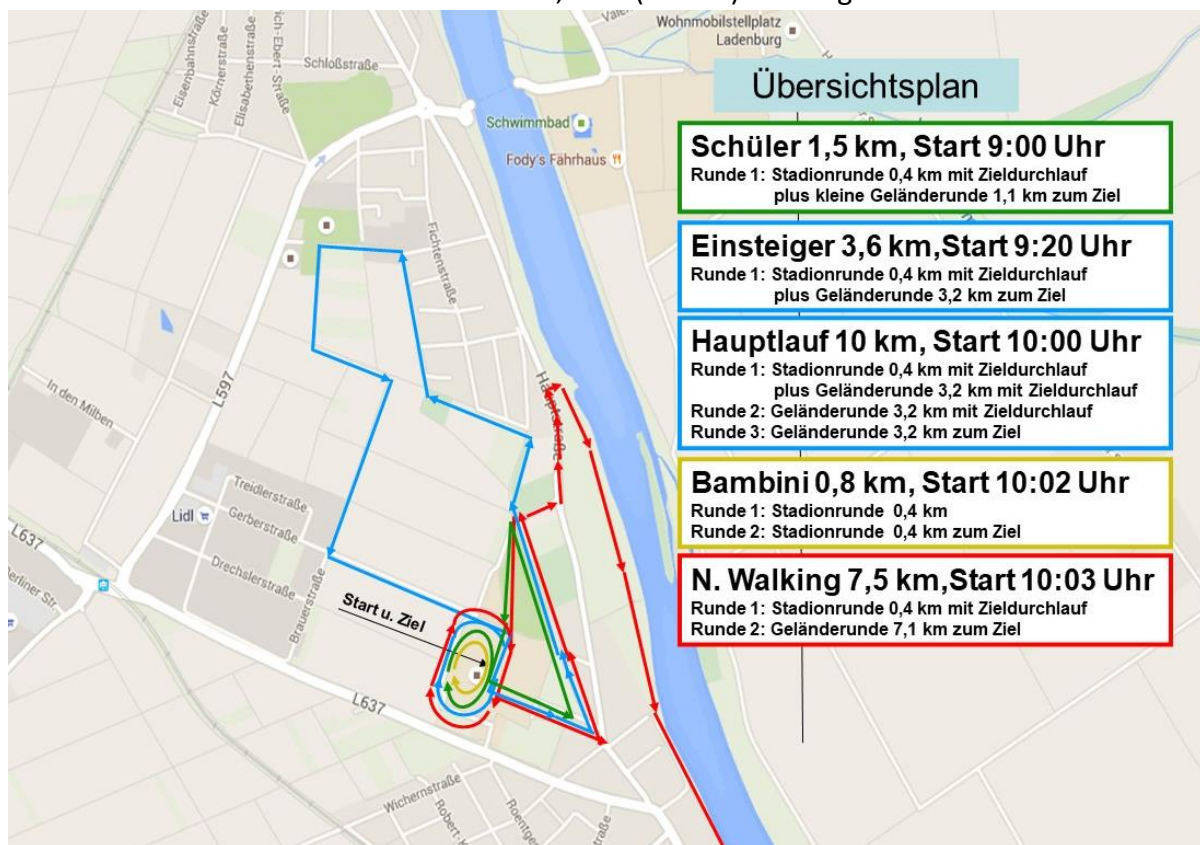 Wohnmobilstellplatz
Ladenburg
Eisenbahnstraße
Körnerstraße
Elisabethenstraße
Schloßstraße
Schwimmbad
Fody's Fährhaus
Fichtenstraße
Hauptstraße
L597
In den Milben
Treidlerstraße
Lidl
Gerberstraße
Drechslerstraße
Brauerstraße
L637
Berliner Str.
Start u. Ziel
L637
Wichernstraße
Übersichtsplan
Schüler 1,5 km, Start 9:00 Uhr
Runde 1: Stadionrunde 0,4 km mit Zieldurchlauf
plus kleine Geländerunde 1,1 km zum Ziel
Einsteiger 3,6 km,Start 9:20 Uhr
Runde 1: Stadionrunde 0,4 km mit Zieldurchlauf
plus Geländerunde 3,2 km zum Ziel
Hauptlauf 10 km, Start 10:00 Uhr
Runde 1: Stadionrunde 0,4 km mit Zieldurchlauf
plus Geländerunde 3,2 km mit Zieldurchlauf
Runde 2: Geländerunde 3,2 km mit Zieldurchlauf
Runde 3: Geländerunde 3,2 km zum Ziel
Bambini 0,8 km, Start 10:02 Uhr
Runde 1: Stadionrunde 0,4 km
Runde 2: Stadionrunde 0,4 km zum Ziel
N. Walking 7,5 km,Start 10:03 Uhr
Runde 1: Stadionrunde 0,4 km mit Zieldurchlauf
Runde 2: Geländerunde 7,1 km zum Ziel